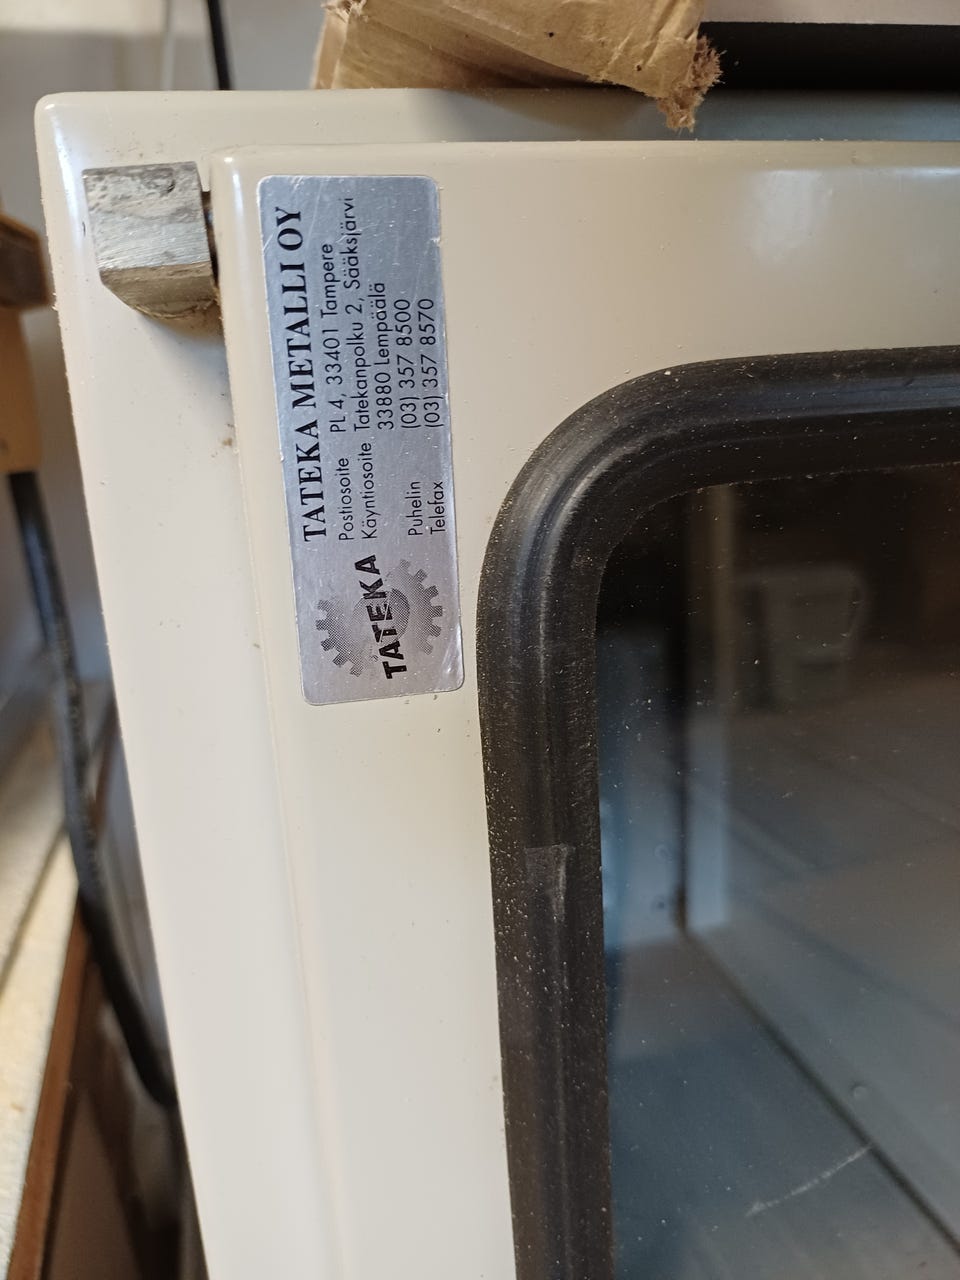 TATEKA METALLI OY
Postiosoite PL 4, 33401 Tampere
Käyntiosoite Tatekanpolku 2, Sääksjärvi
33880 Lempäälä
Puhelin (03) 357 8500
Telefax (03) 357 8570
TATEKA